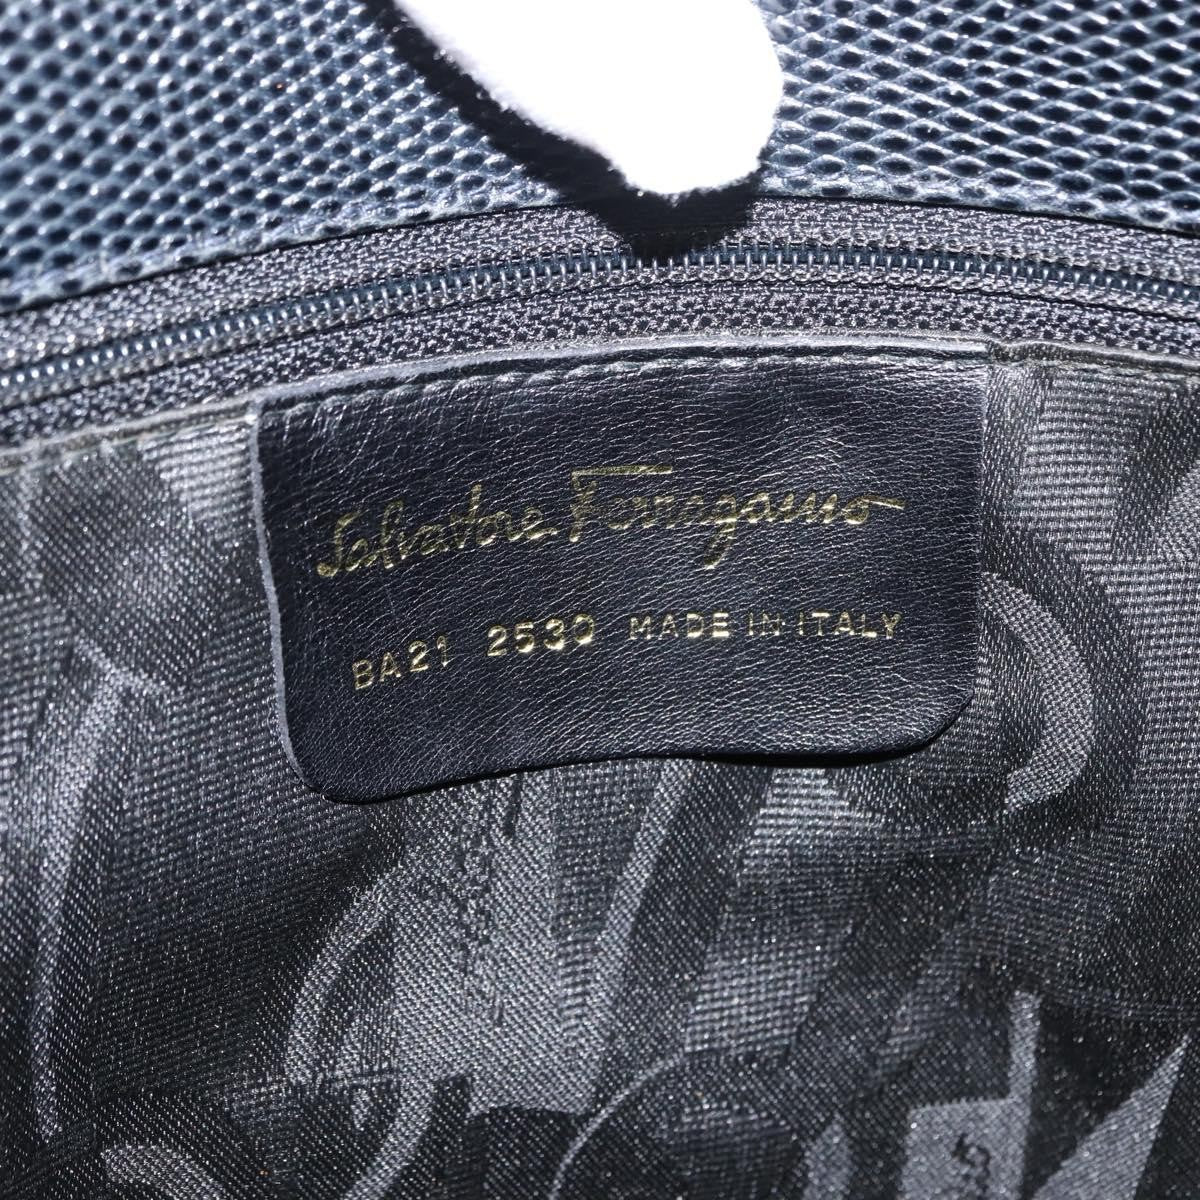 Salvatore Ferragamo
BA21 2530 MADE IN ITALY